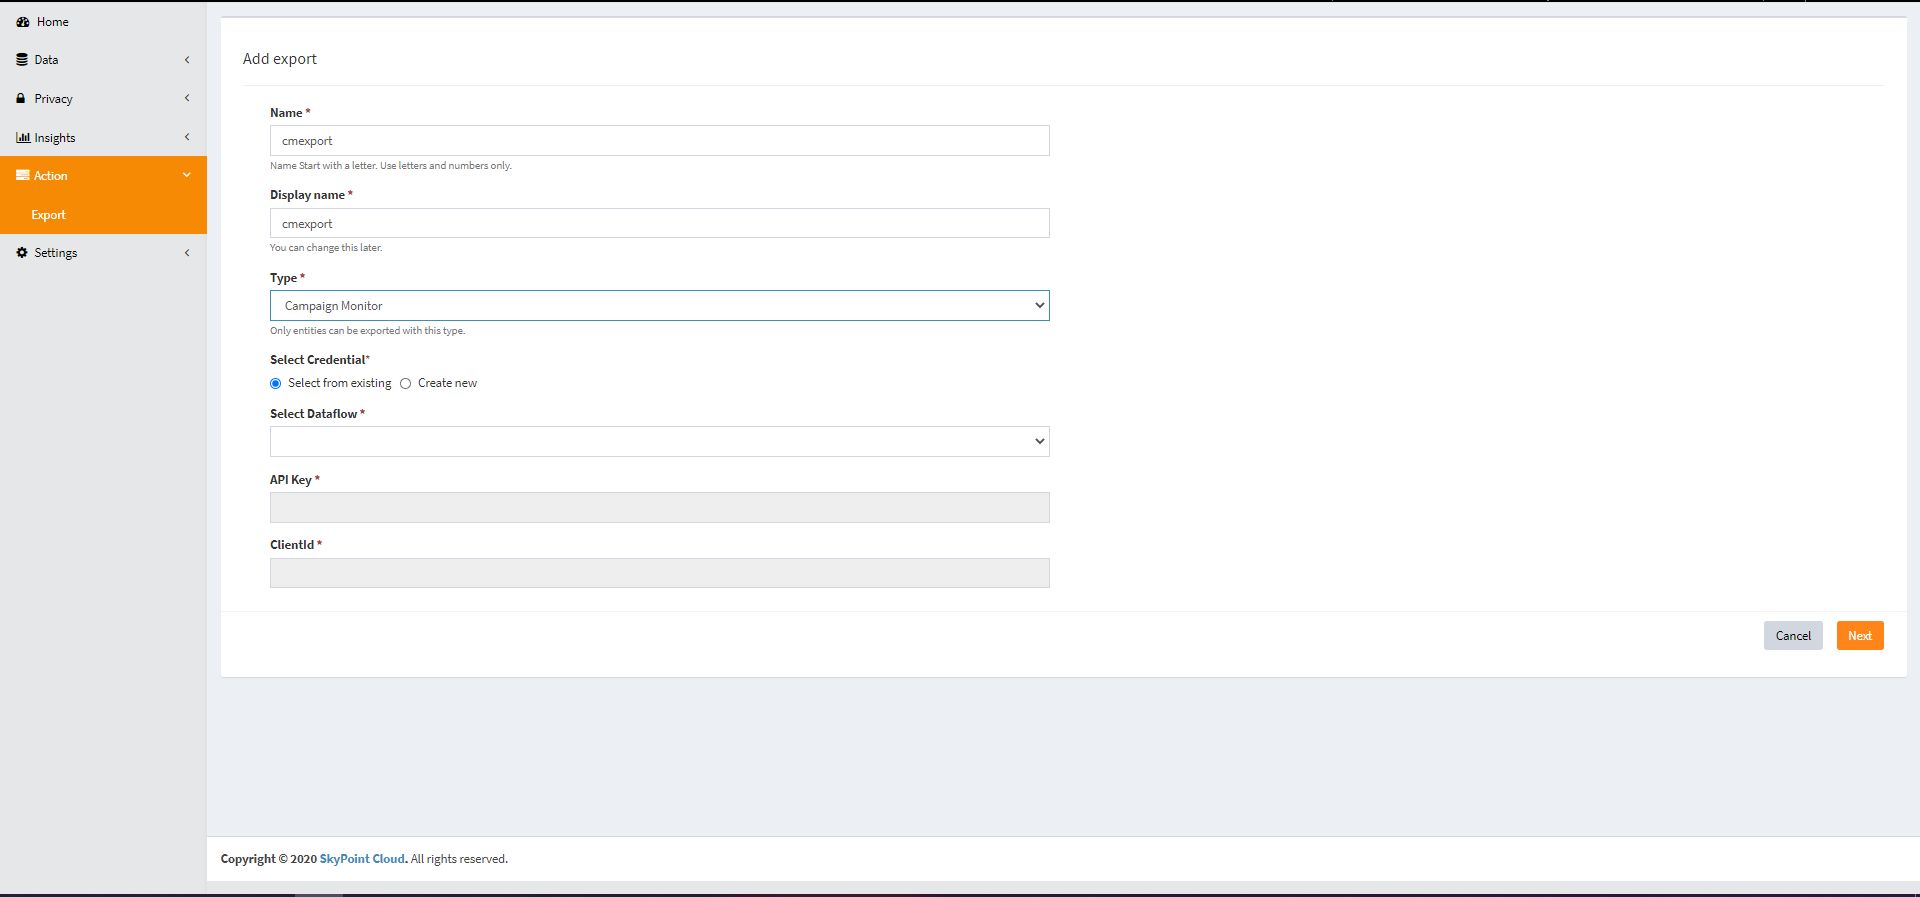 Home
Data
Privacy
Insights
Action
Export
Settings
Add export
Name *
cmexport
Name Start with a letter. Use letters and numbers only.
Display name *
cmexport
You can change this later.
Type *
Campaign Monitor
Only entities can be exported with this type.
Select Credential*
Select from existing Create new
Select Dataflow *
API Key *
ClientId *
Cancel Next
Copyright © 2020 SkyPoint Cloud. All rights reserved.